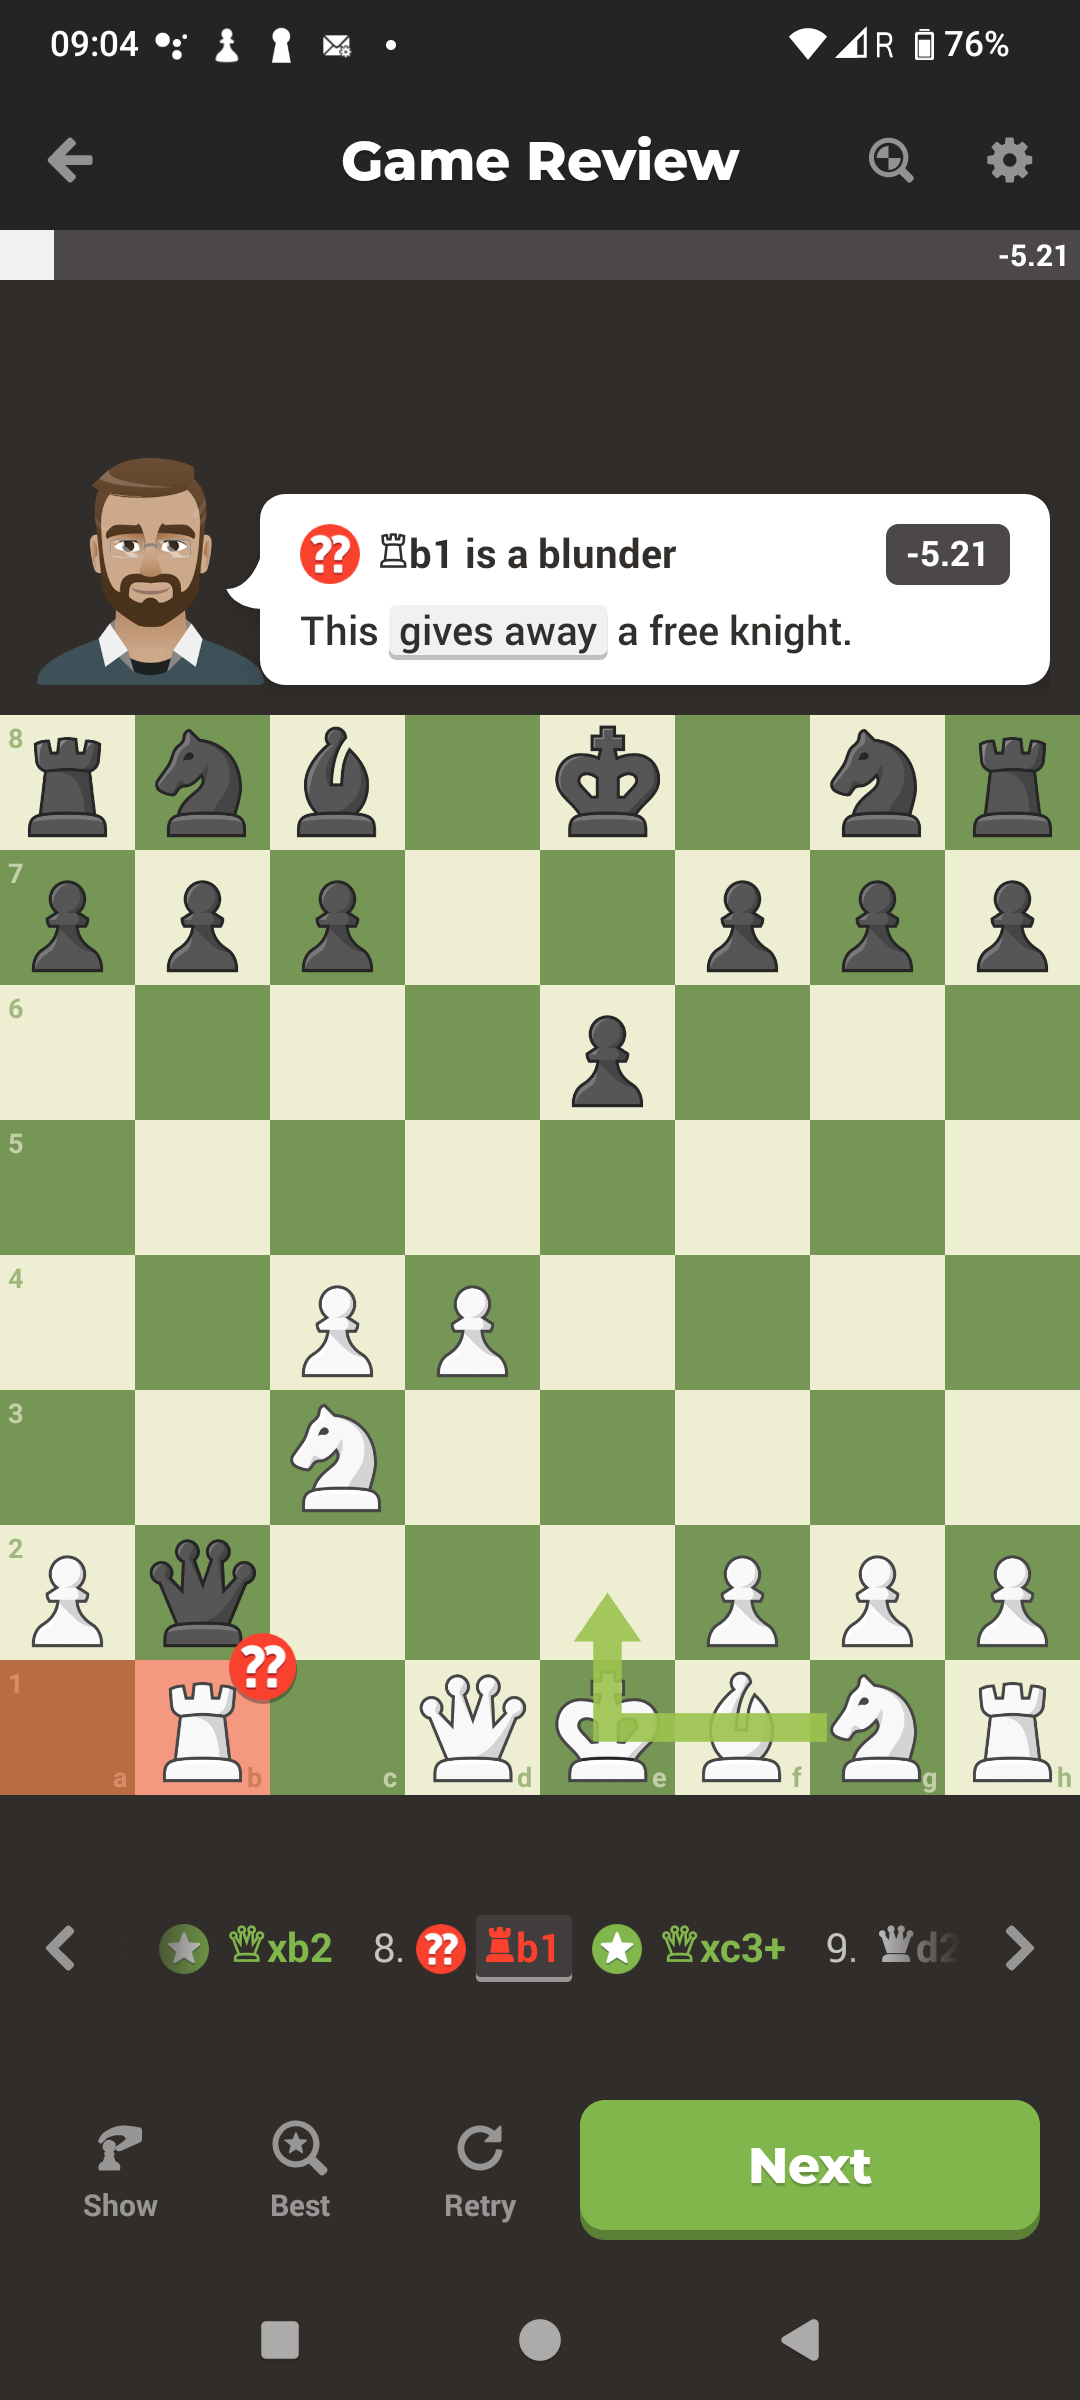 09:04 R 76%
Game Review
-5.21
?? ♖b1 is a blunder -5.21
This gives away a free knight.
8
7
6
5
4
3
2
??
1
a b c d e f g h
♕xb2 8. ?? ♜b1 ♕xc3+ 9. ♛d2
Show Best Retry Next